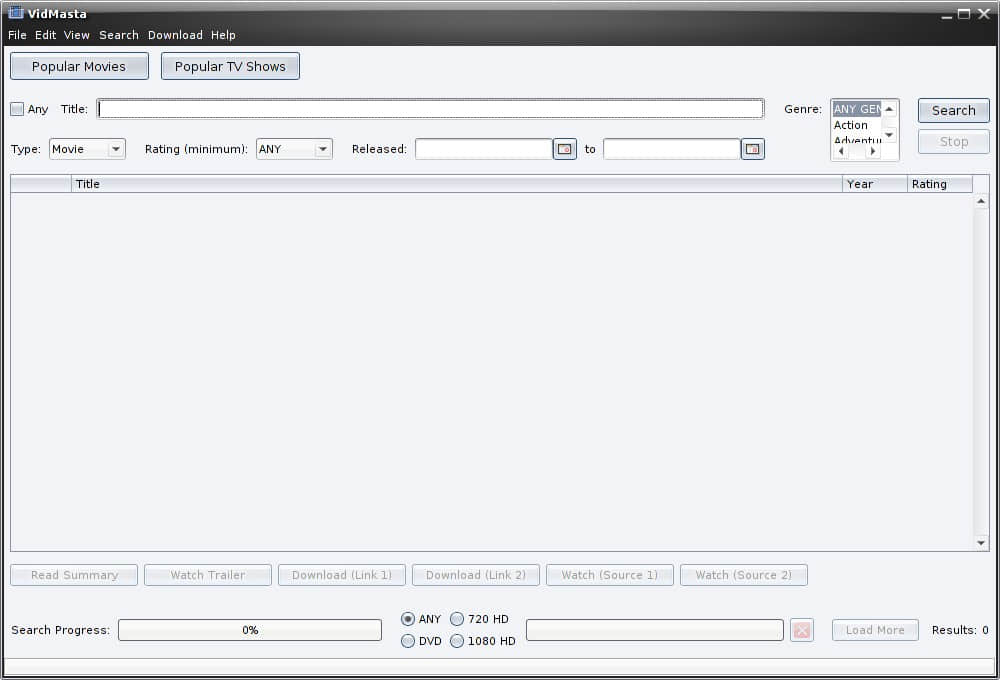 VidMasta
File Edit View Search Download Help
Popular Movies Popular TV Shows
Any Title: Genre: ANY GEN Search
Action
Type: Movie Rating (minimum): ANY Released: to Adventu Stop
Title Year Rating
Read Summary Watch Trailer Download (Link 1) Download (Link 2) Watch (Source 1) Watch (Source 2)
ANY 720 HD
Search Progress: 0% Load More Results: 0
DVD 1080 HD